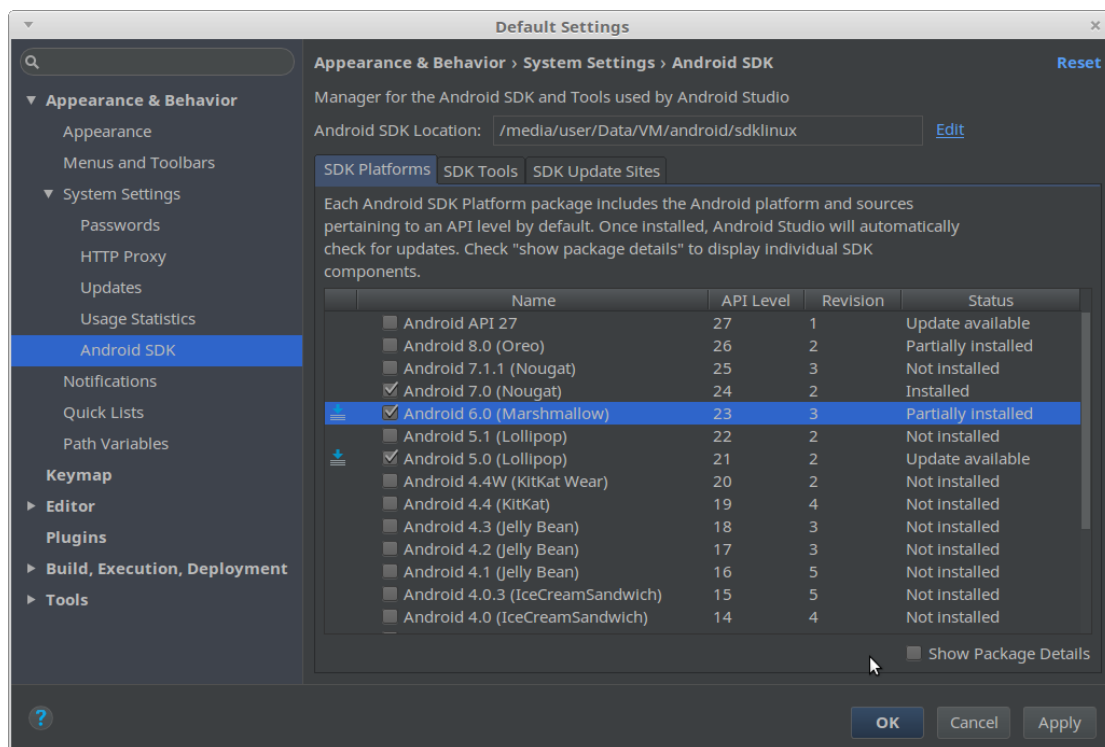 Default Settings
Appearance & Behavior › System Settings › Android SDK
Reset
Manager for the Android SDK and Tools used by Android Studio
Android SDK Location: /media/user/Data/VM/android/sdklinux Edit
Appearance & Behavior
Appearance
Menus and Toolbars
System Settings
Passwords
HTTP Proxy
Updates
Usage Statistics
Android SDK
Notifications
Quick Lists
Path Variables
Keymap
Editor
Plugins
Build, Execution, Deployment
Tools
SDK Platforms SDK Tools SDK Update Sites
Each Android SDK Platform package includes the Android platform and sources
pertaining to an API level by default. Once installed, Android Studio will automatically
check for updates. Check "show package details" to display individual SDK
components.
Name API Level Revision Status
Android API 27 27 1 Update available
Android 8.0 (Oreo) 26 2 Partially installed
Android 7.1.1 (Nougat) 25 3 Not installed
Android 7.0 (Nougat) 24 2 Installed
Android 6.0 (Marshmallow) 23 3 Partially installed
Android 5.1 (Lollipop) 22 2 Not installed
Android 5.0 (Lollipop) 21 2 Update available
Android 4.4W (KitKat Wear) 20 2 Not installed
Android 4.4 (KitKat) 19 4 Not installed
Android 4.3 (Jelly Bean) 18 3 Not installed
Android 4.2 (Jelly Bean) 17 3 Not installed
Android 4.1 (Jelly Bean) 16 5 Not installed
Android 4.0.3 (IceCreamSandwich) 15 5 Not installed
Android 4.0 (IceCreamSandwich) 14 4 Not installed
Show Package Details
?
OK Cancel Apply